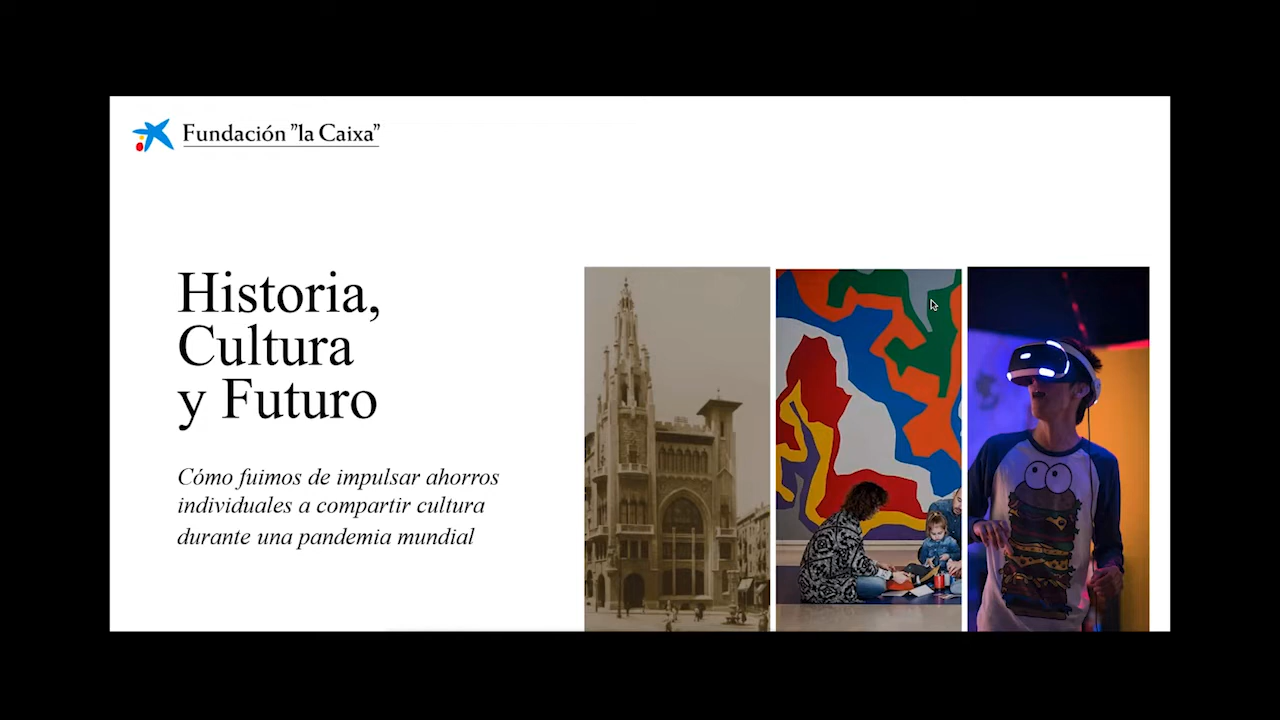 Fundación "la Caixa"
Historia,
Cultura
y Futuro
Cómo fuimos de impulsar ahorros
individuales a compartir cultura
durante una pandemia mundial